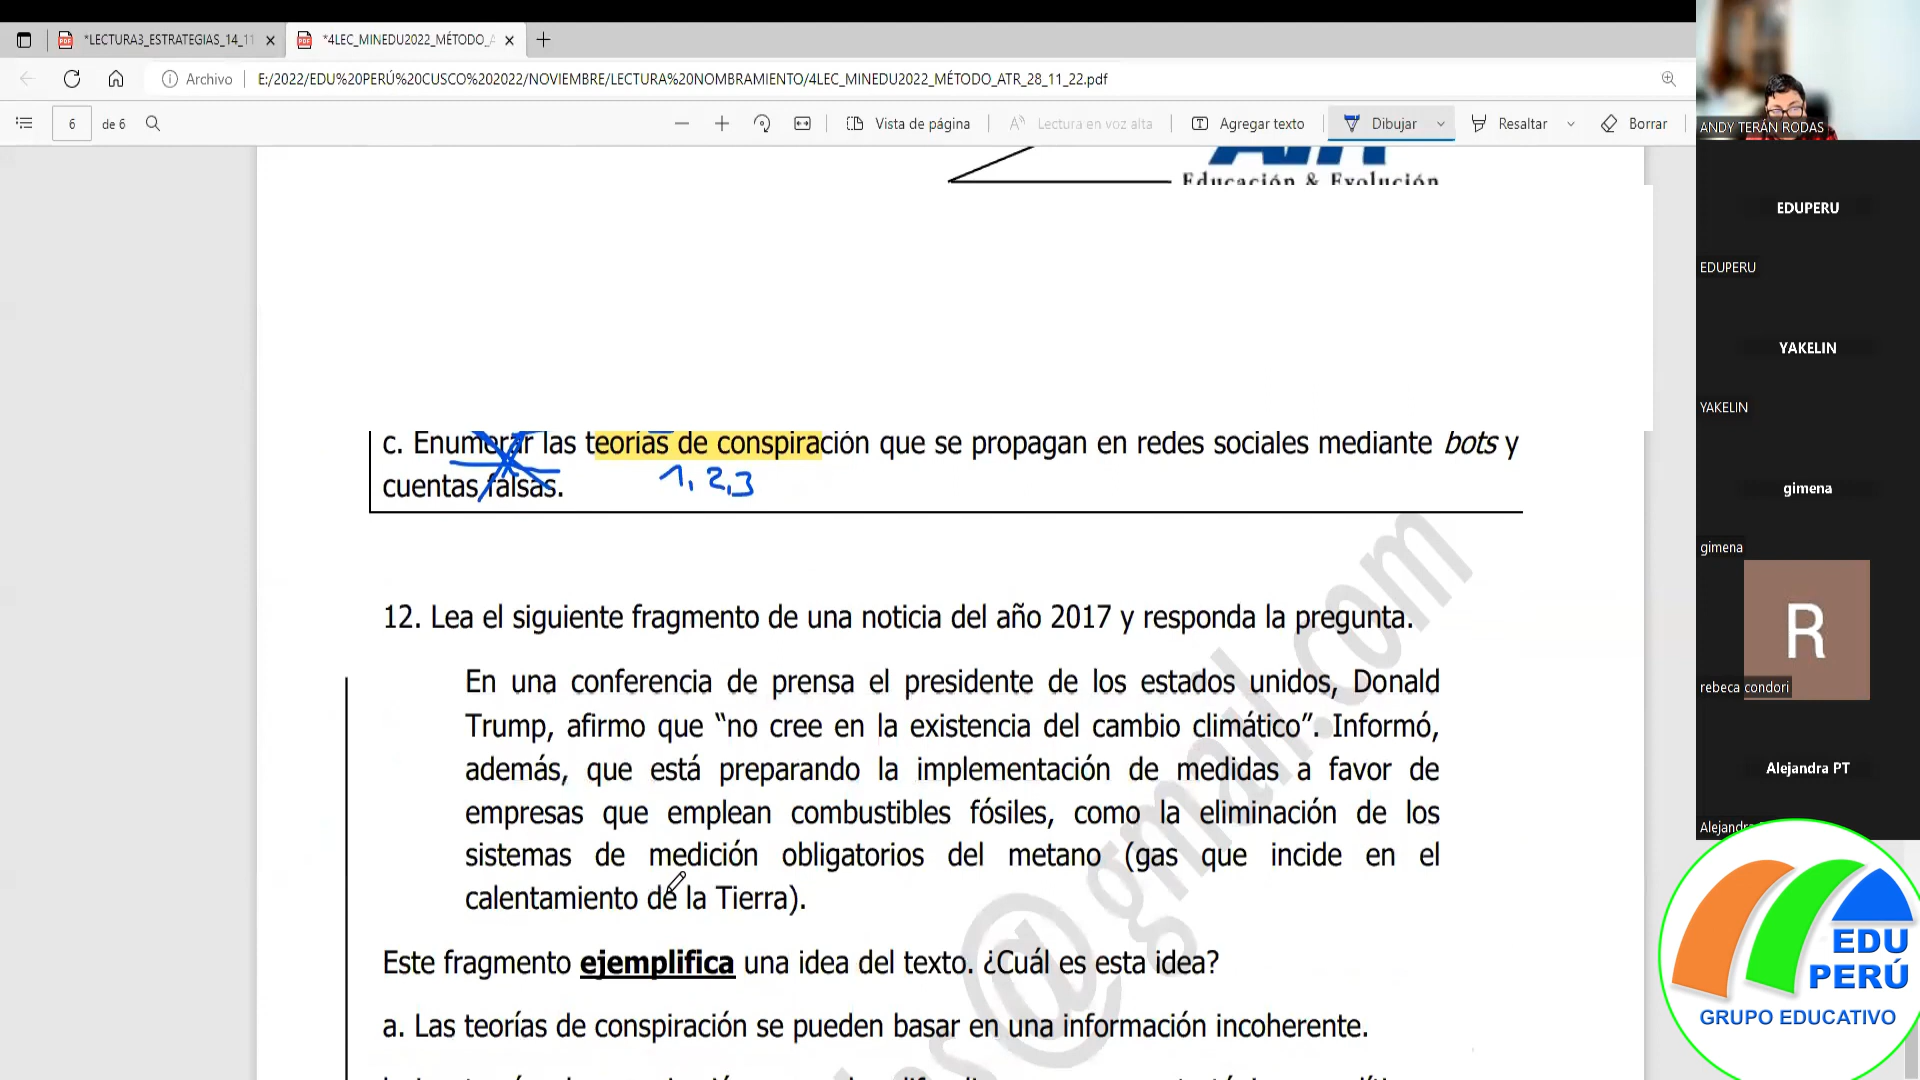 *LECTURA3_ESTRATEGIAS_14_11
*4LEC_MINEDU2022_MÉTODO_A
Archivo
E:/2022/EDU%20PERÚ%20CUSCO%202022/NOVIEMBRE/LECTURA%20NOMBRAMIENTO/4LEC_MINEDU2022_MÉTODO_ATR_28_11_22.pdf
6 de 6
Vista de página
Lectura en voz alta
Agregar texto
Dibujar
Resaltar
Borrar
Educación & Evolución
c. Enumerar las teorías de conspiración que se propagan en redes sociales mediante bots y
cuentas falsas.
1, 2,3
12. Lea el siguiente fragmento de una noticia del año 2017 y responda la pregunta.
En una conferencia de prensa el presidente de los estados unidos, Donald
Trump, afirmo que “no cree en la existencia del cambio climático”. Informó,
además, que está preparando la implementación de medidas a favor de
empresas que emplean combustibles fósiles, como la eliminación de los
sistemas de medición obligatorios del metano (gas que incide en el
calentamiento de la Tierra).
Este fragmento ejemplifica una idea del texto. ¿Cuál es esta idea?
a. Las teorías de conspiración se pueden basar en una información incoherente.
@gmail.com
ANDY TERÁN RODAS
EDUPERU
EDUPERU
YAKELIN
YAKELIN
gimena
gimena
R
rebeca condori
Alejandra PT
EDU
PERÚ
GRUPO EDUCATIVO